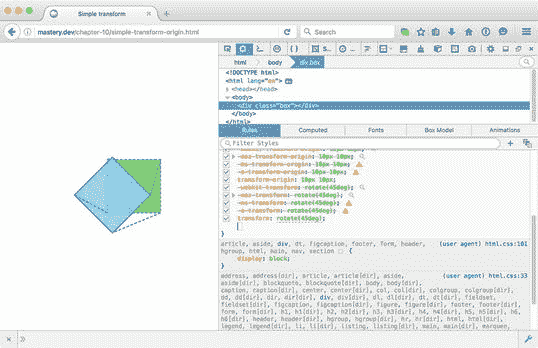 Simple transform
mastery.dev/chapter-10/simple-transform-origin.html
Search
html body div.box
<!DOCTYPE html>
<html lang="en">
<head></head>
<body>
<div class="box"></div>
</body>
</html>
Rules Computed Fonts Box Model Animations
Filter Styles
-moz-transform-origin: 10px 10px;
-ms-transform-origin: 10px 10px;
-o-transform-origin: 10px 10px;
transform-origin: 10px 10px;
-webkit-transform: rotate(45deg);
-moz-transform: rotate(45deg);
-ms-transform: rotate(45deg);
-o-transform: rotate(45deg);
transform: rotate(45deg);
}
article, aside, div, dt, figcaption, footer, form, header, (user agent) html.css:101
hgroup, html, main, nav, section {
display: block;
}
address, address[dir], article, article[dir], aside, (user agent) html.css:33
aside[dir], blockquote, blockquote[dir], body, body[dir],
caption, caption[dir], center, center[dir], col, col[dir], colgroup, colgroup[dir],
dd, dd[dir], dir, dir[dir], div, div[dir], dl, dl[dir], dt, dt[dir], fieldset,
fieldset[dir], figcaption, figcaption[dir], figure, figure[dir], footer, footer[dir],
form, form[dir], h1, h1[dir], h2, h2[dir], h3, h3[dir], h4, h4[dir], h5, h5[dir], h6,
h6[dir], header, header[dir], hgroup, hgroup[dir], hr, hr[dir], html, html[dir],
legend, legend[dir], li, li[dir], listing, listing[dir], main, main[dir], marquee,